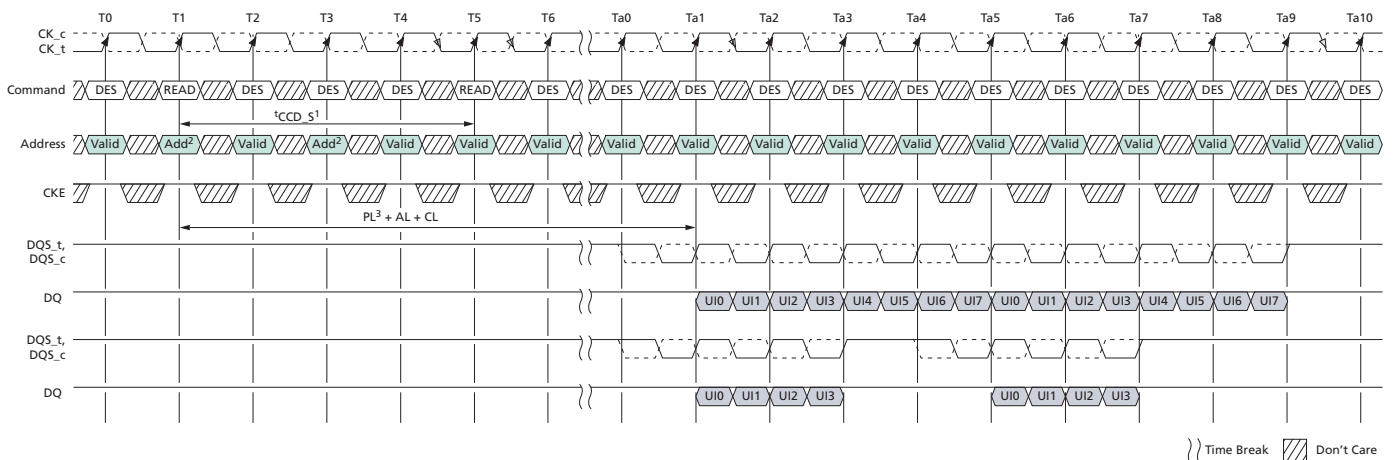 T0 T1 T2 T3 T4 T5 T6 Ta0 Ta1 Ta2 Ta3 Ta4 Ta5 Ta6 Ta7 Ta8 Ta9 Ta10
CK_c
CK_t
Command DES READ DES DES DES READ DES DES DES DES DES DES DES DES DES DES DES DES
tCCD_S1
Address Valid Add2 Valid Add2 Valid Valid Valid Valid Valid Valid Valid Valid Valid Valid Valid Valid Valid Valid
CKE
PL3 + AL + CL
DQS_t,
DQS_c
DQ UI0 UI1 UI2 UI3 UI4 UI5 UI6 UI7 UI0 UI1 UI2 UI3 UI4 UI5 UI6 UI7
DQS_t,
DQS_c
DQ UI0 UI1 UI2 UI3 UI0 UI1 UI2 UI3
Time Break Don't Care